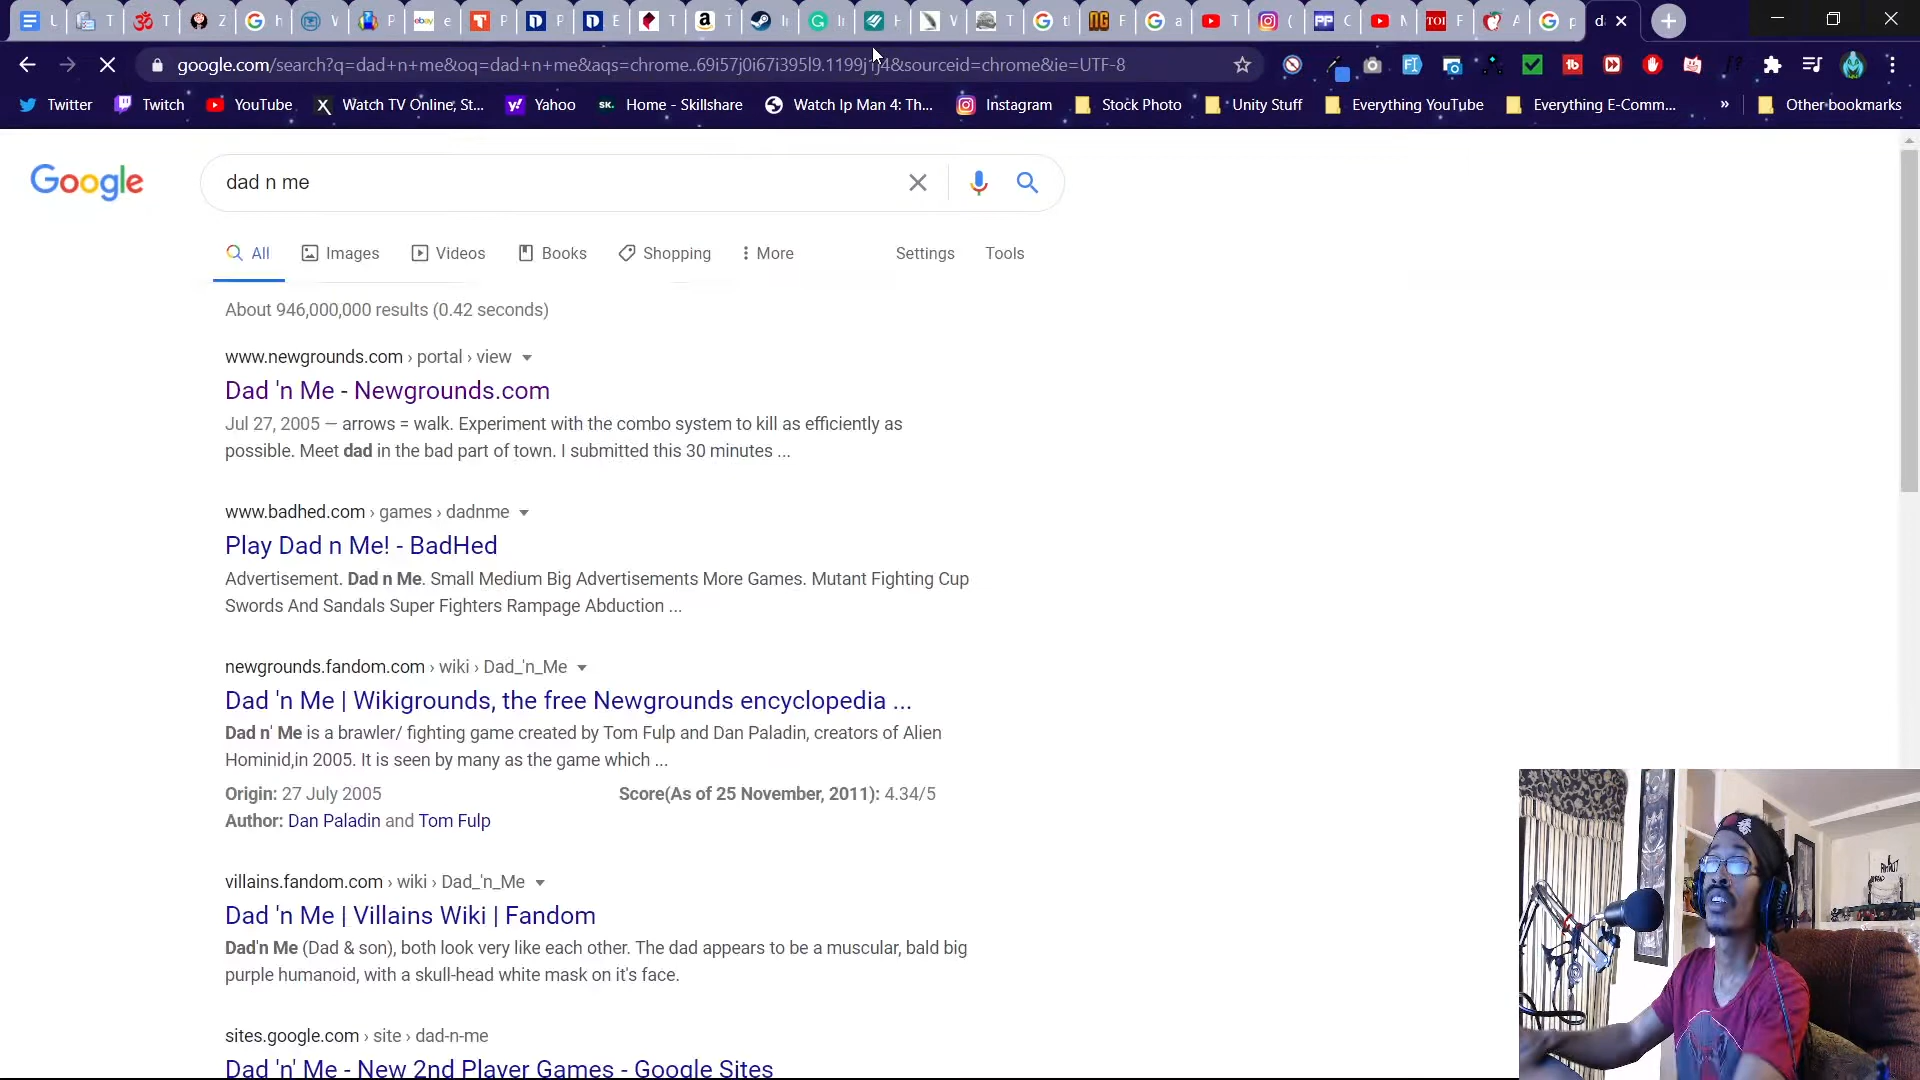 U
T
T
Z
h
V
P
ebay e
P
P
E
T
a T
I
I
H
V
T
t
NG F
a
T
(
PP C
M
TOI F
A
p
d
google.com/search?q=dad+n+me&oq=dad+n+me&aqs=chrome..69i57j0i67i395l9.1199j1j4&sourceid=chrome&ie=UTF-8
Twitter Twitch YouTube Watch TV Online, St... Yahoo Home - Skillshare Watch Ip Man 4: Th... Instagram Stock Photo Unity Stuff Everything YouTube Everything E-Comm... » Other bookmarks
Google dad n me
All Images Videos Books Shopping More Settings Tools
About 946,000,000 results (0.42 seconds)
www.newgrounds.com › portal › view
Dad 'n Me - Newgrounds.com
Jul 27, 2005 — arrows = walk. Experiment with the combo system to kill as efficiently as
possible. Meet dad in the bad part of town. I submitted this 30 minutes ...
www.badhed.com › games › dadnme
Play Dad n Me! - BadHed
Advertisement. Dad n Me. Small Medium Big Advertisements More Games. Mutant Fighting Cup
Swords And Sandals Super Fighters Rampage Abduction ...
newgrounds.fandom.com › wiki › Dad_'n_Me
Dad 'n Me | Wikigrounds, the free Newgrounds encyclopedia ...
Dad n' Me is a brawler/ fighting game created by Tom Fulp and Dan Paladin, creators of Alien
Hominid,in 2005. It is seen by many as the game which ...
Origin: 27 July 2005 Score(As of 25 November, 2011): 4.34/5
Author: Dan Paladin and Tom Fulp
villains.fandom.com › wiki › Dad_'n_Me
Dad 'n Me | Villains Wiki | Fandom
Dad'n Me (Dad & son), both look very like each other. The dad appears to be a muscular, bald big
purple humanoid, with a skull-head white mask on it's face.
sites.google.com › site › dad-n-me
Dad 'n' Me - New 2nd Player Games - Google Sites